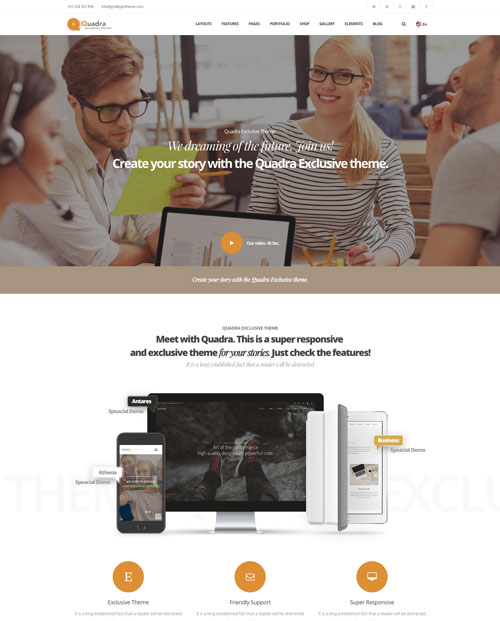 +91 234 567 890 info@goldeyestheme.com
Quadra
exclusive theme
LAYOUTS FEATURES PAGES PORTFOLIO SHOP GALLERY ELEMENTS BLOG En
Quadra Exclusive Theme
We dreaming of the future, Join us!
Create your story with the Quadra Exclusive theme.
Our video 46 Sec.
Create your story with the Quadra Exclusive theme.
QUADRA EXCLUSIVE THEME
Meet with Quadra. This is a super responsive
and exclusive theme for your stories. Just check the features!
It is a long established fact that a reader will be distracted
Antares
Speacial Demo
Art of the performance
High quality design with powerful code
Business
Speacial Demo
Athena
Speacial Demo
THEM EXCLU
E
Exclusive Theme
Friendly Support
Super Responsive
It is a long established fact that a reader will be distracted
It is a long established fact that a reader will be distracted
It is a long established fact that a reader will be distracted